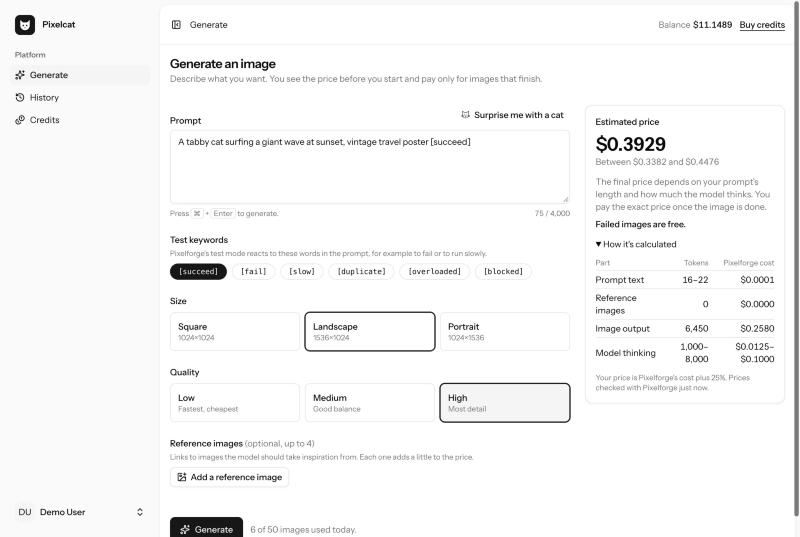 Pixelcat
Platform
Generate
History
Credits
DU Demo User
Generate
Balance $11.1489 Buy credits
Generate an image
Describe what you want. You see the price before you start and pay only for images that finish.
Prompt
Surprise me with a cat
A tabby cat surfing a giant wave at sunset, vintage travel poster [succeed]
Press ⌘ + Enter to generate.
75 / 4,000
Test keywords
Pixelforge's test mode reacts to these words in the prompt, for example to fail or to run slowly.
[succeed] [fail] [slow] [duplicate] [overloaded] [blocked]
Size
Square
1024×1024
Landscape
1536×1024
Portrait
1024×1536
Quality
Low
Fastest, cheapest
Medium
Good balance
High
Most detail
Reference images (optional, up to 4)
Links to images the model should take inspiration from. Each one adds a little to the price.
Add a reference image
Generate
6 of 50 images used today.
Estimated price
$0.3929
Between $0.3382 and $0.4476
The final price depends on your prompt's
length and how much the model thinks. You
pay the exact price once the image is done.
Failed images are free.
▼ How it's calculated
Part Tokens Pixelforge cost
Prompt text 16–22 $0.0001
Reference
images 0 $0.0000
Image output 6,450 $0.2580
Model thinking 1,000– $0.0125–
8,000 $0.1000
Your price is Pixelforge's cost plus 25%. Prices
checked with Pixelforge just now.